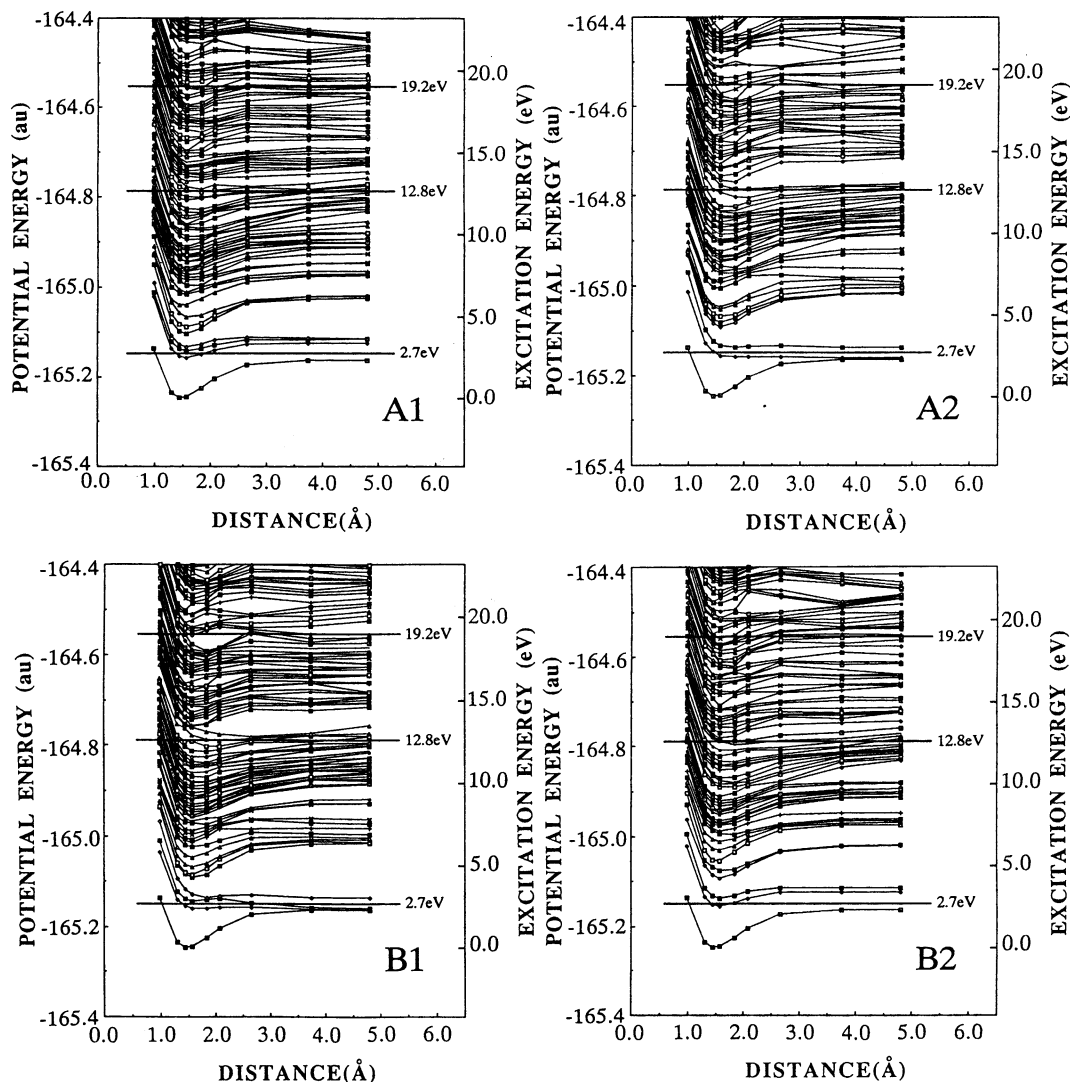 -164.4
-164.6
-164.8
-165.0
-165.2
-165.4
POTENTIAL ENERGY (au)
0.0 1.0 2.0 3.0 4.0 5.0 6.0
DISTANCE(Å)
20.0
15.0
10.0
5.0
0.0
EXCITATION ENERGY (eV)
19.2eV
12.8eV
2.7eV
A1
-164.4
-164.6
-164.8
-165.0
-165.2
-165.4
POTENTIAL ENERGY (au)
0.0 1.0 2.0 3.0 4.0 5.0 6.0
DISTANCE(Å)
20.0
15.0
10.0
5.0
0.0
EXCITATION ENERGY (eV)
19.2eV
12.8eV
2.7eV
A2
-164.4
-164.6
-164.8
-165.0
-165.2
-165.4
POTENTIAL ENERGY (au)
0.0 1.0 2.0 3.0 4.0 5.0 6.0
DISTANCE(Å)
20.0
15.0
10.0
5.0
0.0
EXCITATION ENERGY (eV)
19.2eV
12.8eV
2.7eV
B1
-164.4
-164.6
-164.8
-165.0
-165.2
-165.4
POTENTIAL ENERGY (au)
0.0 1.0 2.0 3.0 4.0 5.0 6.0
DISTANCE(Å)
20.0
15.0
10.0
5.0
0.0
EXCITATION ENERGY (eV)
19.2eV
12.8eV
2.7eV
B2